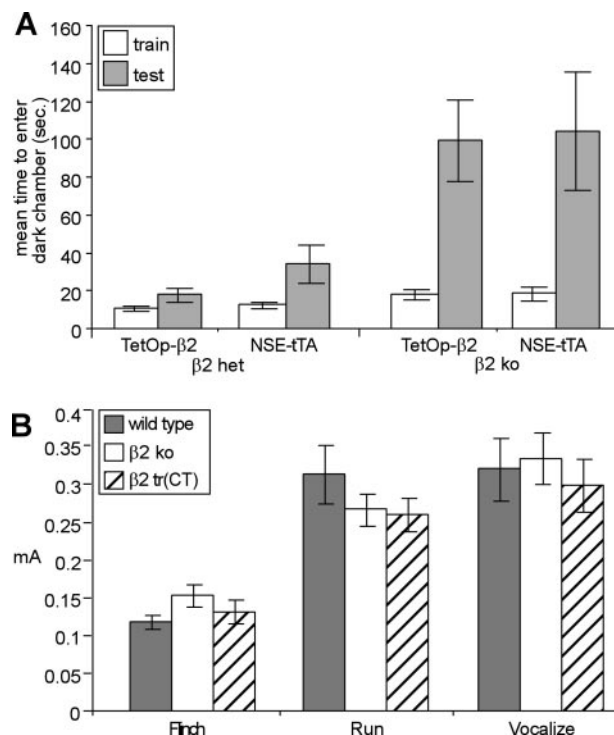 A
train
test
mean time to enter
dark chamber (sec.)
160
140
120
100
80
60
40
20
0
TetOp-β2 NSE-tTA TetOp-β2 NSE-tTA
β2 het β2 ko
B
wild type
β2 ko
β2 tr(CT)
mA
0.4
0.35
0.3
0.25
0.2
0.15
0.1
0.05
0
Flinch Run Vocalize